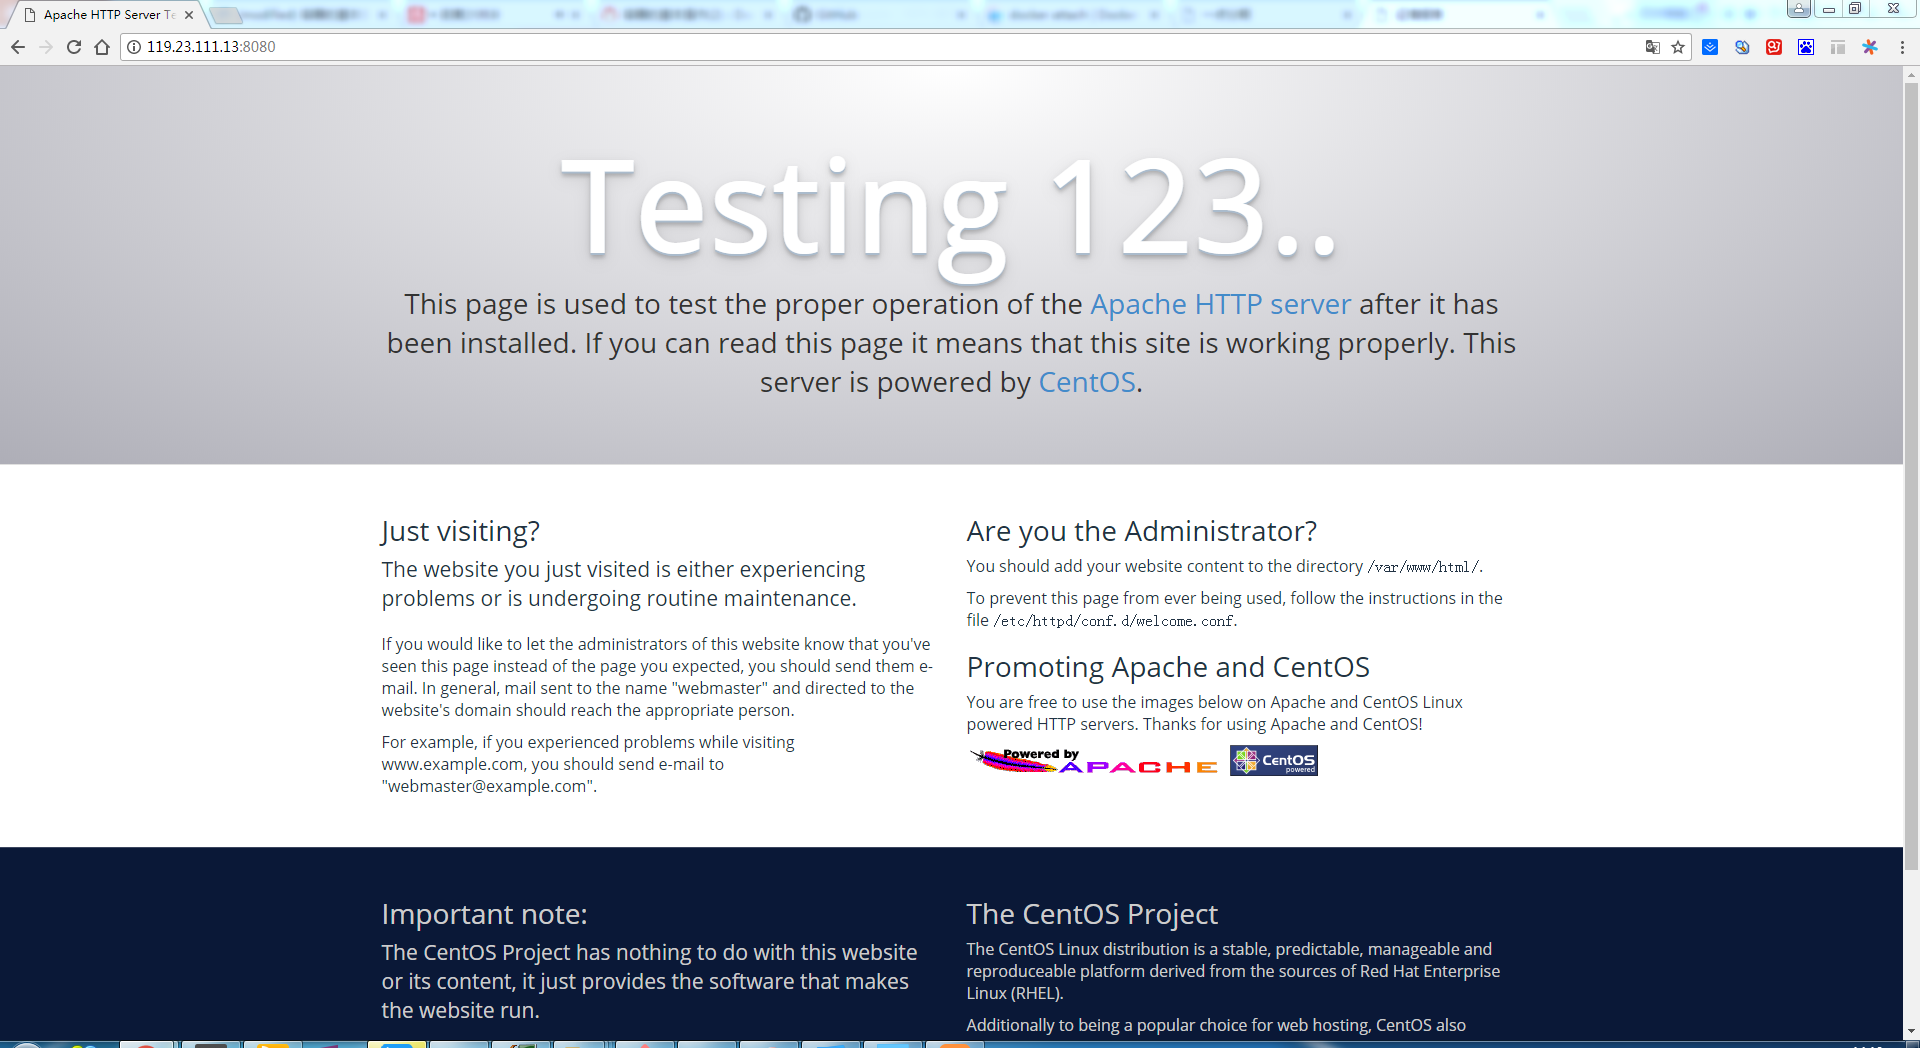 Apache HTTP Server Te
GitHub
119.23.111.13:8080
Testing 123..
This page is used to test the proper operation of the Apache HTTP server after it has
been installed. If you can read this page it means that this site is working properly. This
server is powered by CentOS.
Just visiting?
The website you just visited is either experiencing
problems or is undergoing routine maintenance.
If you would like to let the administrators of this website know that you've
seen this page instead of the page you expected, you should send them e-
mail. In general, mail sent to the name "webmaster" and directed to the
website's domain should reach the appropriate person.
For example, if you experienced problems while visiting
www.example.com, you should send e-mail to
"webmaster@example.com".
Are you the Administrator?
You should add your website content to the directory /var/www/html/.
To prevent this page from ever being used, follow the instructions in the
file /etc/httpd/conf.d/welcome.conf.
Promoting Apache and CentOS
You are free to use the images below on Apache and CentOS Linux
powered HTTP servers. Thanks for using Apache and CentOS!
Powered by
APACHE
CentOS
powered
Important note:
The CentOS Project has nothing to do with this website
or its content, it just provides the software that makes
the website run.
The CentOS Project
The CentOS Linux distribution is a stable, predictable, manageable and
reproduceable platform derived from the sources of Red Hat Enterprise
Linux (RHEL).
Additionally to being a popular choice for web hosting, CentOS also